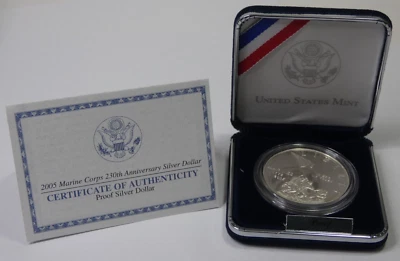 2005 Marine Corps 230th Anniversary Silver Dollar
CERTIFICATE OF AUTHENTICITY
Proof Silver Dollar
UNITED STATES MINT